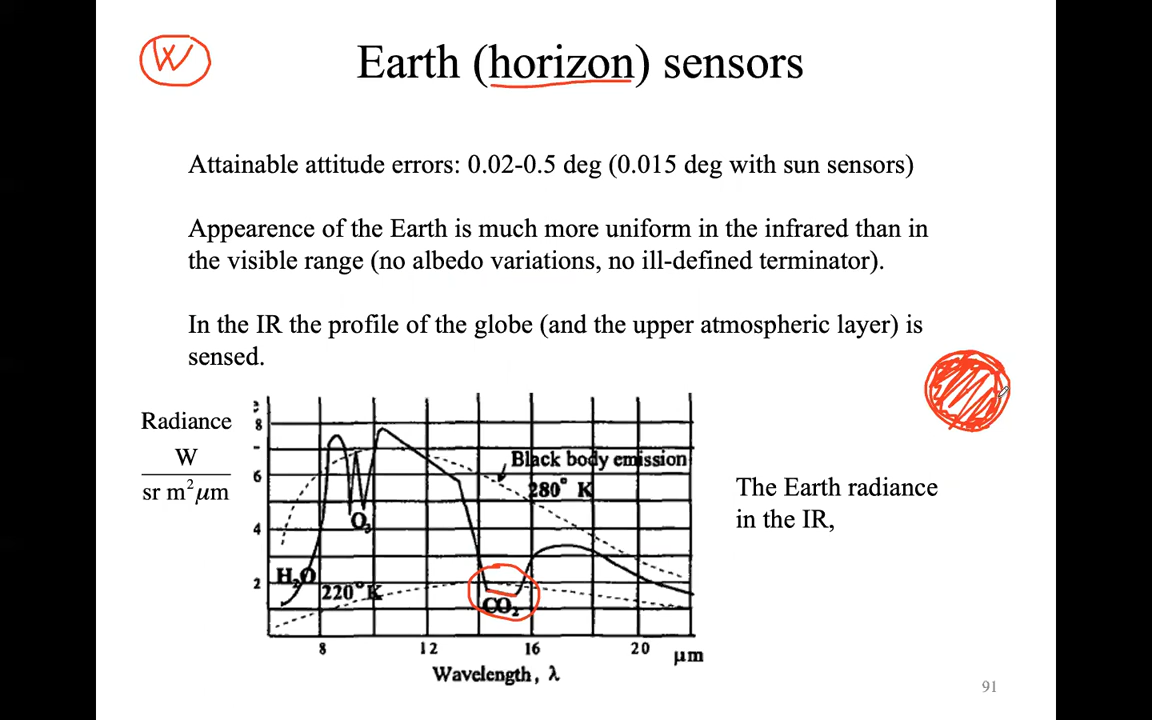 W
Earth (horizon) sensors
Attainable attitude errors: 0.02-0.5 deg (0.015 deg with sun sensors)
Appearence of the Earth is much more uniform in the infrared than in
the visible range (no albedo variations, no ill-defined terminator).
In the IR the profile of the globe (and the upper atmospheric layer) is
sensed.
Radiance
W
sr m² μm
8
6
4
2
Black body emission
280° K
O₃
H₂O
220° K
CO₂
8 12 16 20 μm
Wavelength, λ
The Earth radiance
in the IR,
91